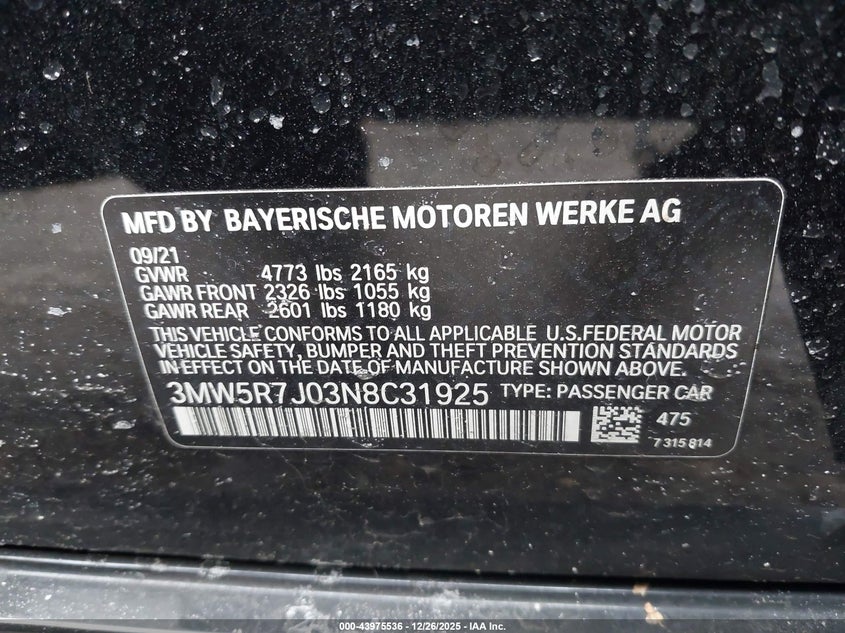 MFD BY BAYERISCHE MOTOREN WERKE AG
09/21
GVWR 4773 lbs 2165 kg
GAWR FRONT 2326 lbs 1055 kg
GAWR REAR 2601 lbs 1180 kg
THIS VEHICLE CONFORMS TO ALL APPLICABLE U.S.FEDERAL MOTOR
VEHICLE SAFETY, BUMPER AND THEFT PREVENTION STANDARDS
IN EFFECT ON THE DATE OF MANUFACTURE SHOWN ABOVE.
3MW5R7J03N8C31925 TYPE: PASSENGER CAR
475
7 315 814
000-43975536 - 12/26/2025 - IAA Inc.